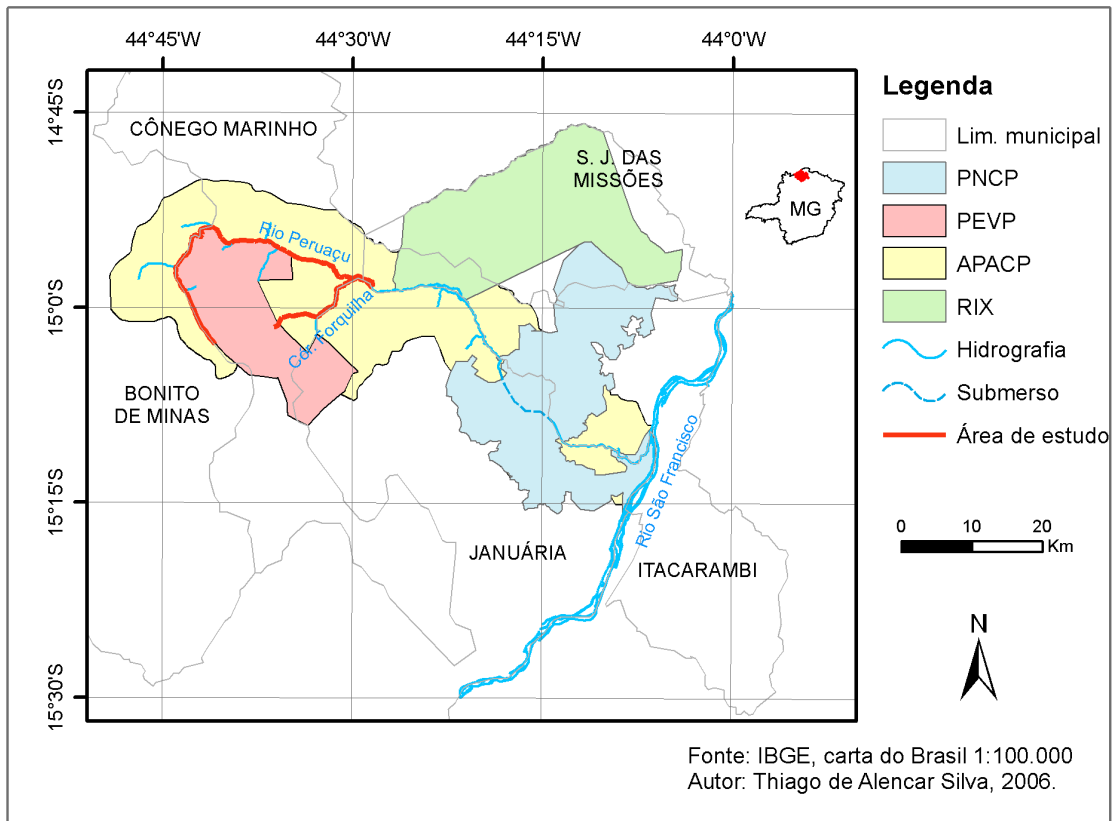 44°45'W
44°30'W
44°15'W
44°0'W
14°45'S
15°0'S
15°15'S
15°30'S
CÔNEGO MARINHO
S. J. DAS
MISSÕES
Rio Peruaçu
Cór. Forquilha
BONITO
DE MINAS
Rio São Francisco
JANUÁRIA
ITACARAMBI
Legenda
Lim. municipal
PNCP
MG
PEVP
APACP
RIX
Hidrografia
Submerso
Área de estudo
0 10 20
Km
N
Fonte: IBGE, carta do Brasil 1:100.000
Autor: Thiago de Alencar Silva, 2006.